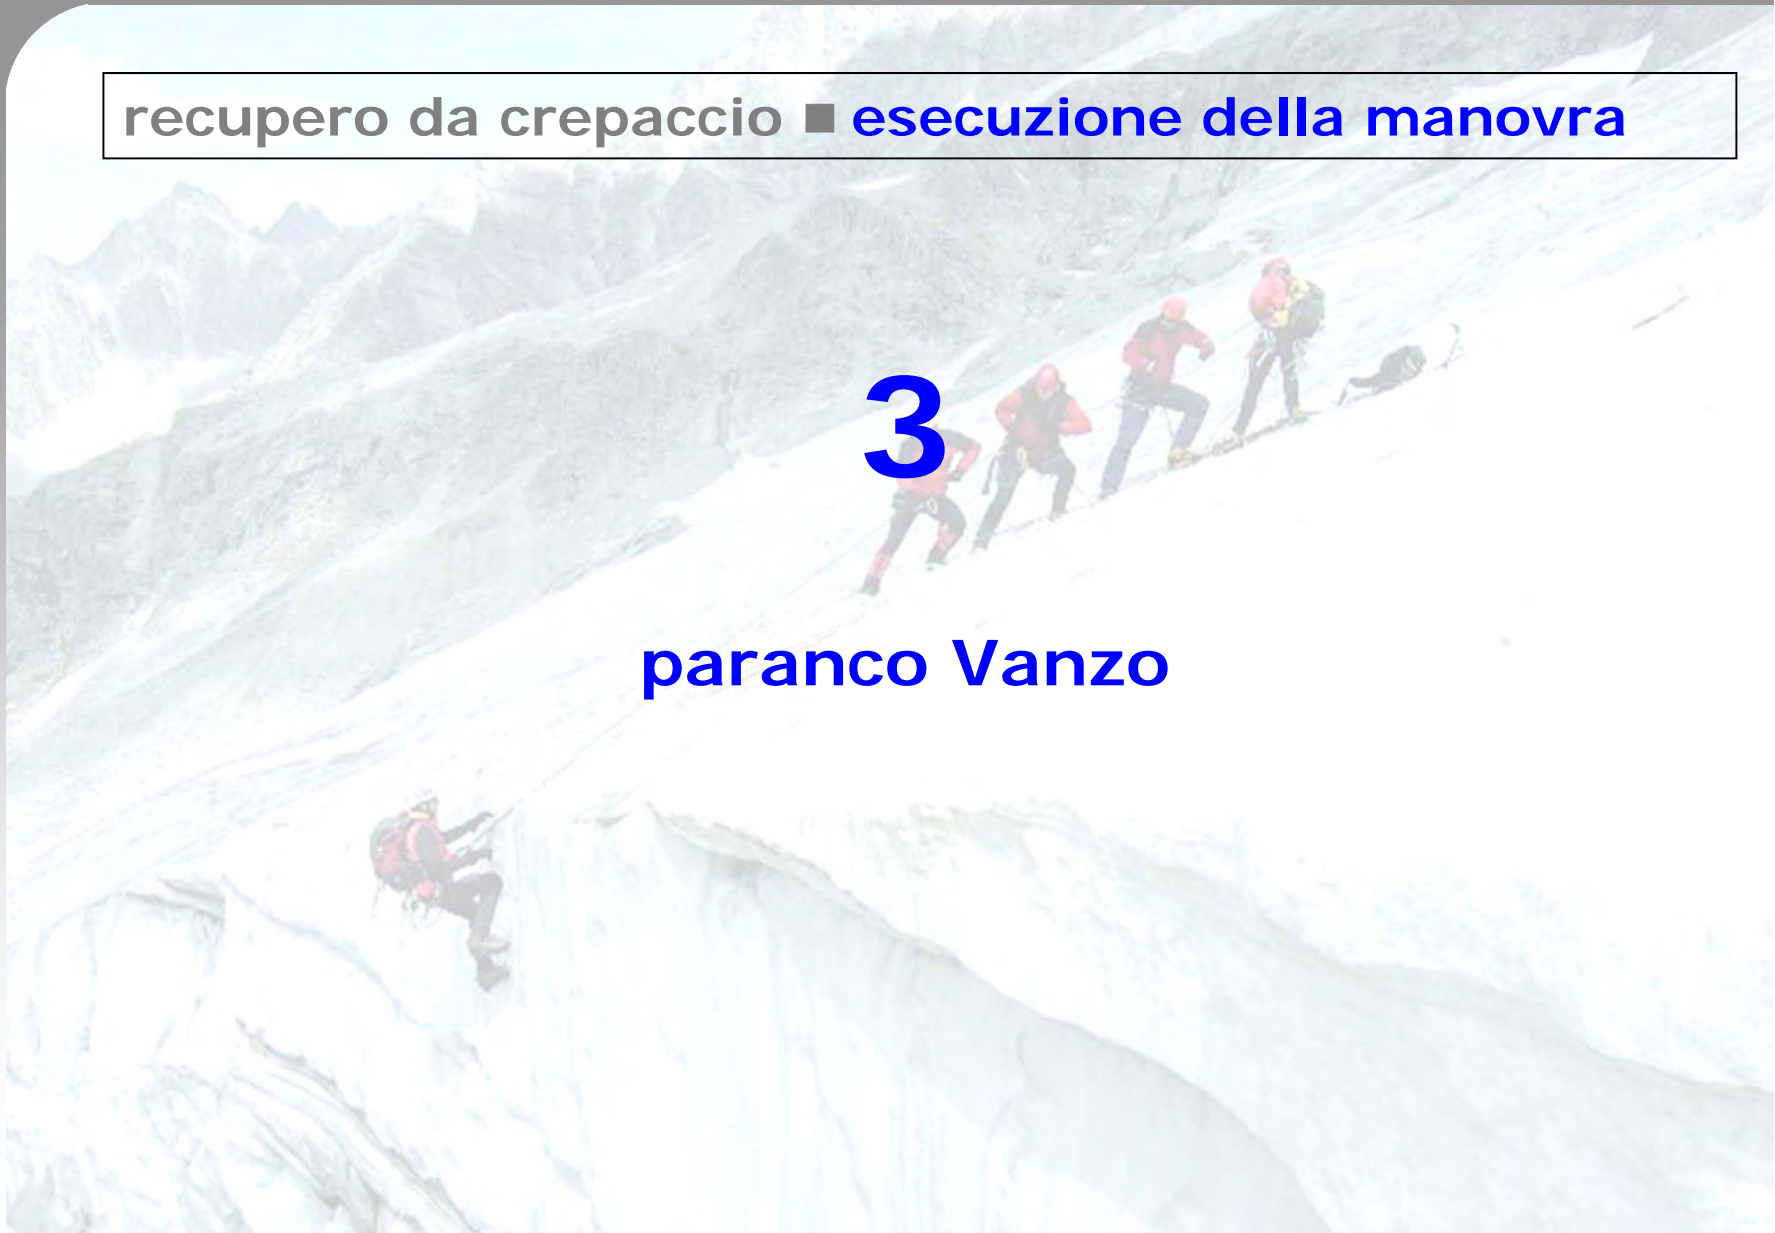 recupero da crepaccio ■ esecuzione della manovra
3
paranco Vanzo